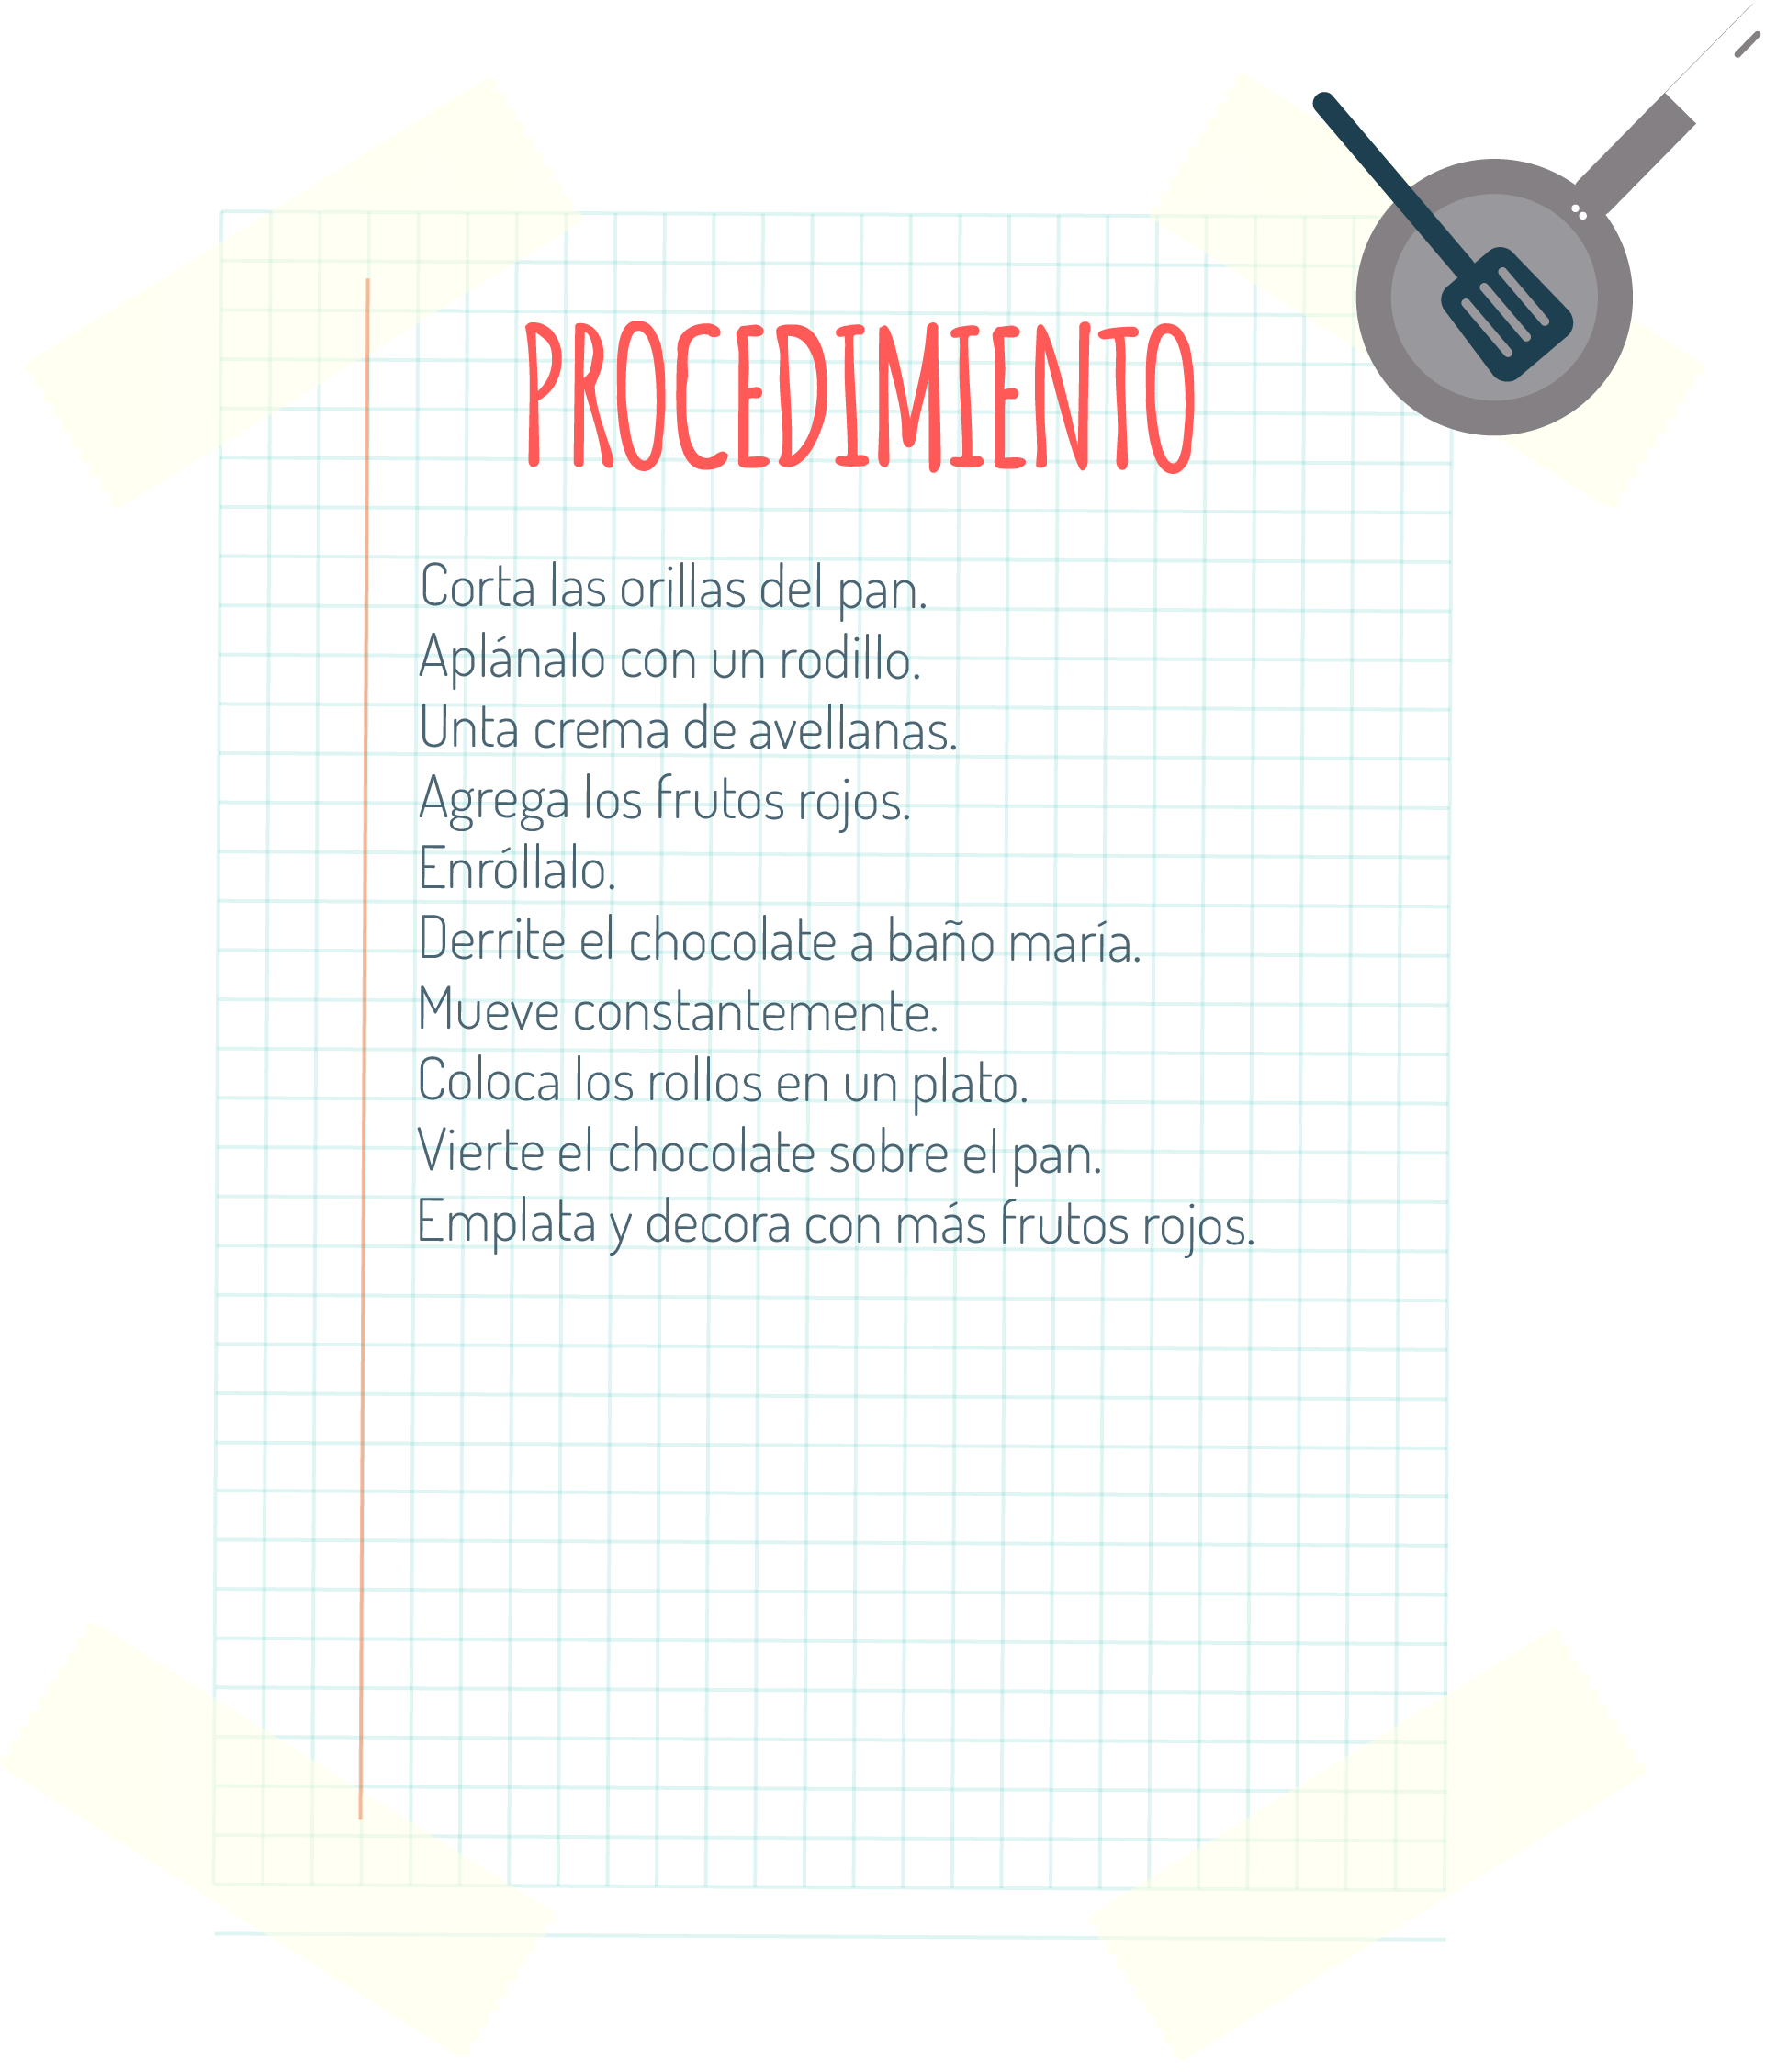 PROCEDIMIENTO
Corta las orillas del pan.
Aplánalo con un rodillo.
Unta crema de avellanas.
Agrega los frutos rojos.
Enróllalo.
Derrite el chocolate a baño maría.
Mueve constantemente.
Coloca los rollos en un plato.
Vierte el chocolate sobre el pan.
Emplata y decora con más frutos rojos.